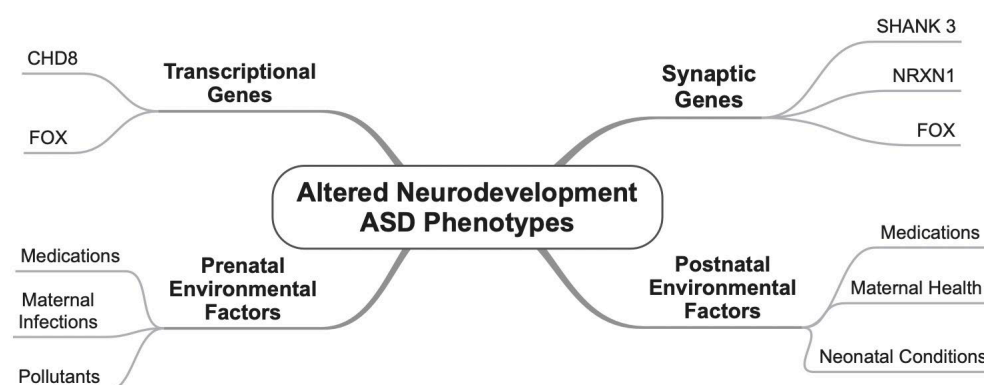 SHANK 3
CHD8
Transcriptional
Genes
Synaptic
Genes
NRXN1
FOX
FOX
Altered Neurodevelopment
ASD Phenotypes
Medications
Prenatal
Environmental
Factors
Maternal
Infections
Pollutants
Postnatal
Environmental
Factors
Medications
Maternal Health
Neonatal Conditions